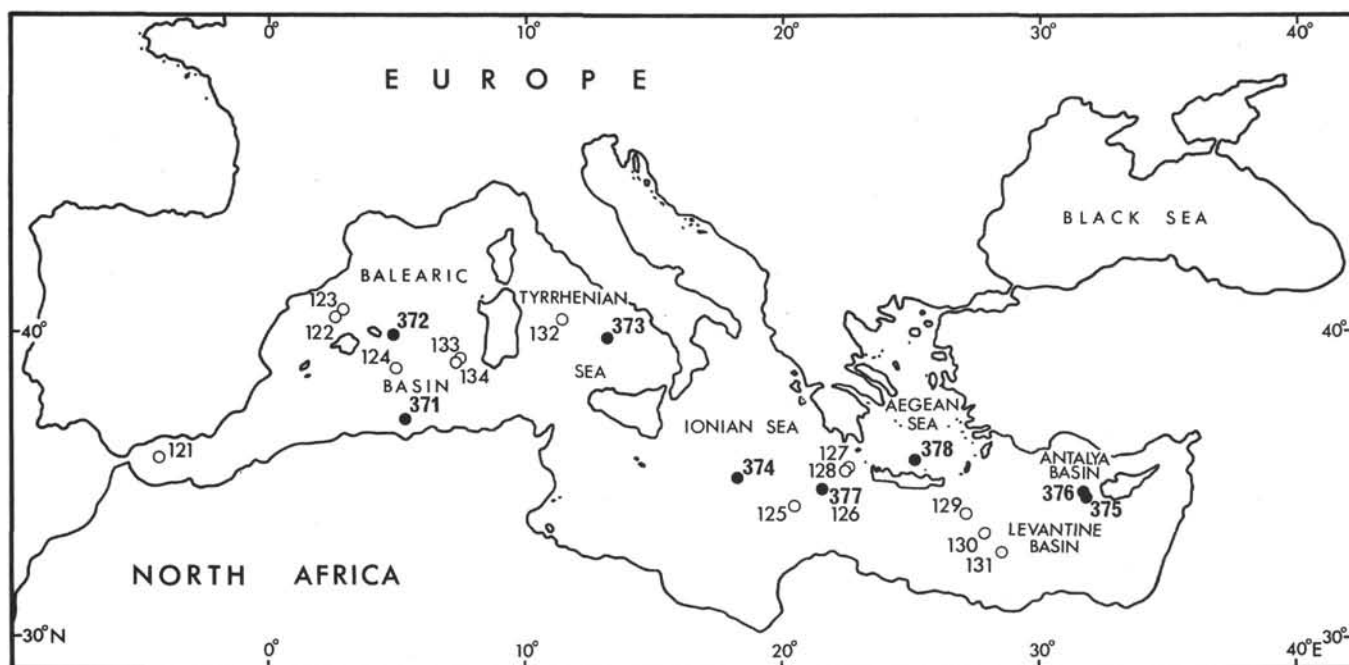 0° 10° 20° 30° 40°
EUROPE
BLACK SEA
BALEARIC
TYRRHENIAN
123
122
372
132
373
40° 40°
124
133
134
SEA
BASIN
371
AEGEAN
SEA
IONIAN SEA
121
127
378
ANTALYA
BASIN
128
374
376
377
375
125
126
129
LEVANTINE
BASIN
130
131
NORTH AFRICA
30°N 30°
0° 10° 20° 30° 40°E